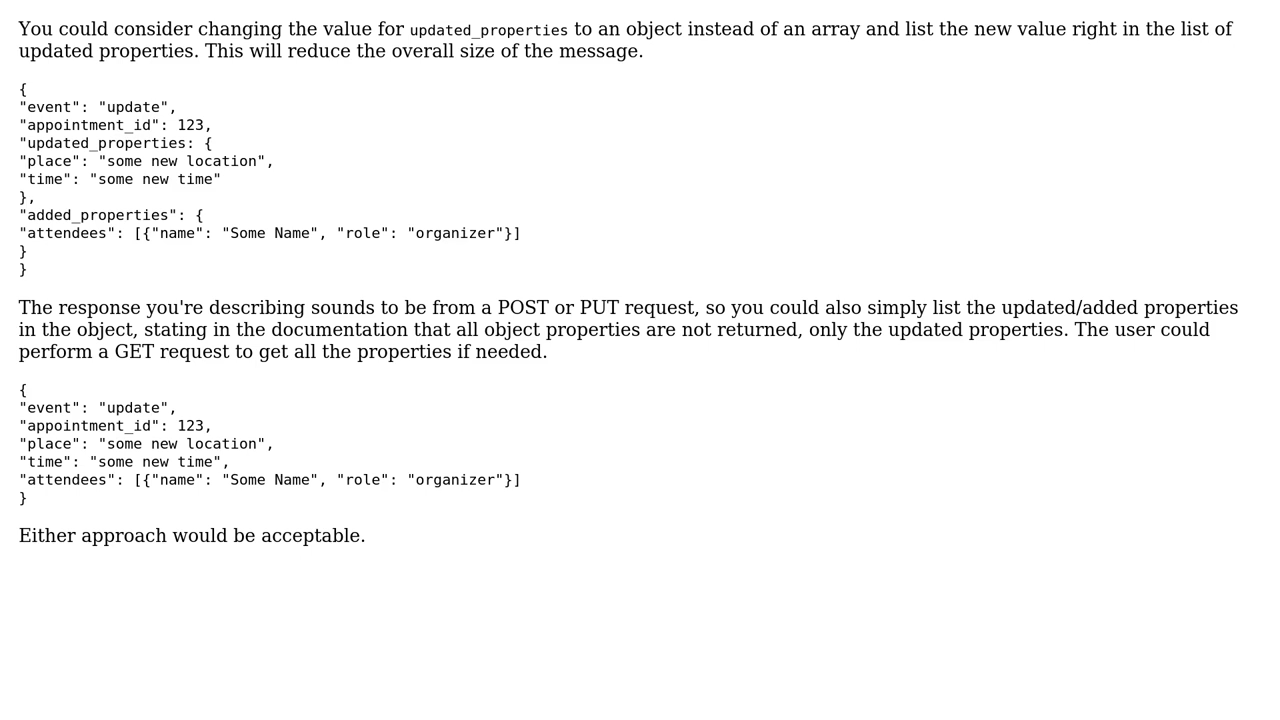 You could consider changing the value for updated_properties to an object instead of an array and list the new value right in the list of
updated properties. This will reduce the overall size of the message.
{
"event": "update",
"appointment_id": 123,
"updated_properties: {
"place": "some new location",
"time": "some new time"
},
"added_properties": {
"attendees": [{"name": "Some Name", "role": "organizer"}]
}
}
The response you're describing sounds to be from a POST or PUT request, so you could also simply list the updated/added properties
in the object, stating in the documentation that all object properties are not returned, only the updated properties. The user could
perform a GET request to get all the properties if needed.
{
"event": "update",
"appointment_id": 123,
"place": "some new location",
"time": "some new time",
"attendees": [{"name": "Some Name", "role": "organizer"}]
}
Either approach would be acceptable.